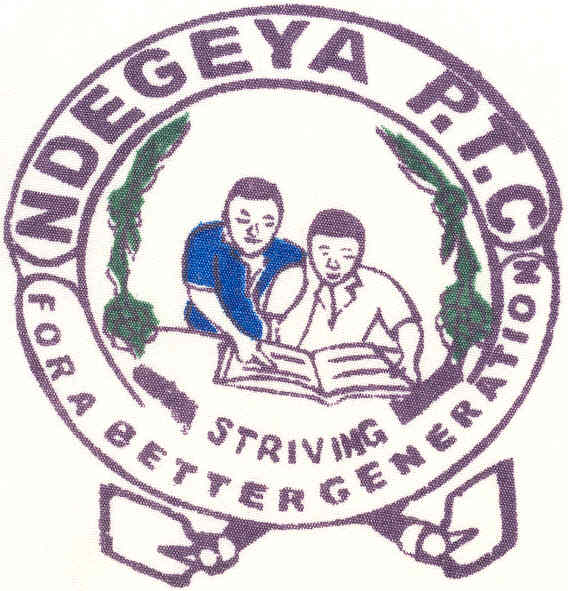 NDEGEYA P.T.C
STRIVING
FOR A BETTER GENERATION